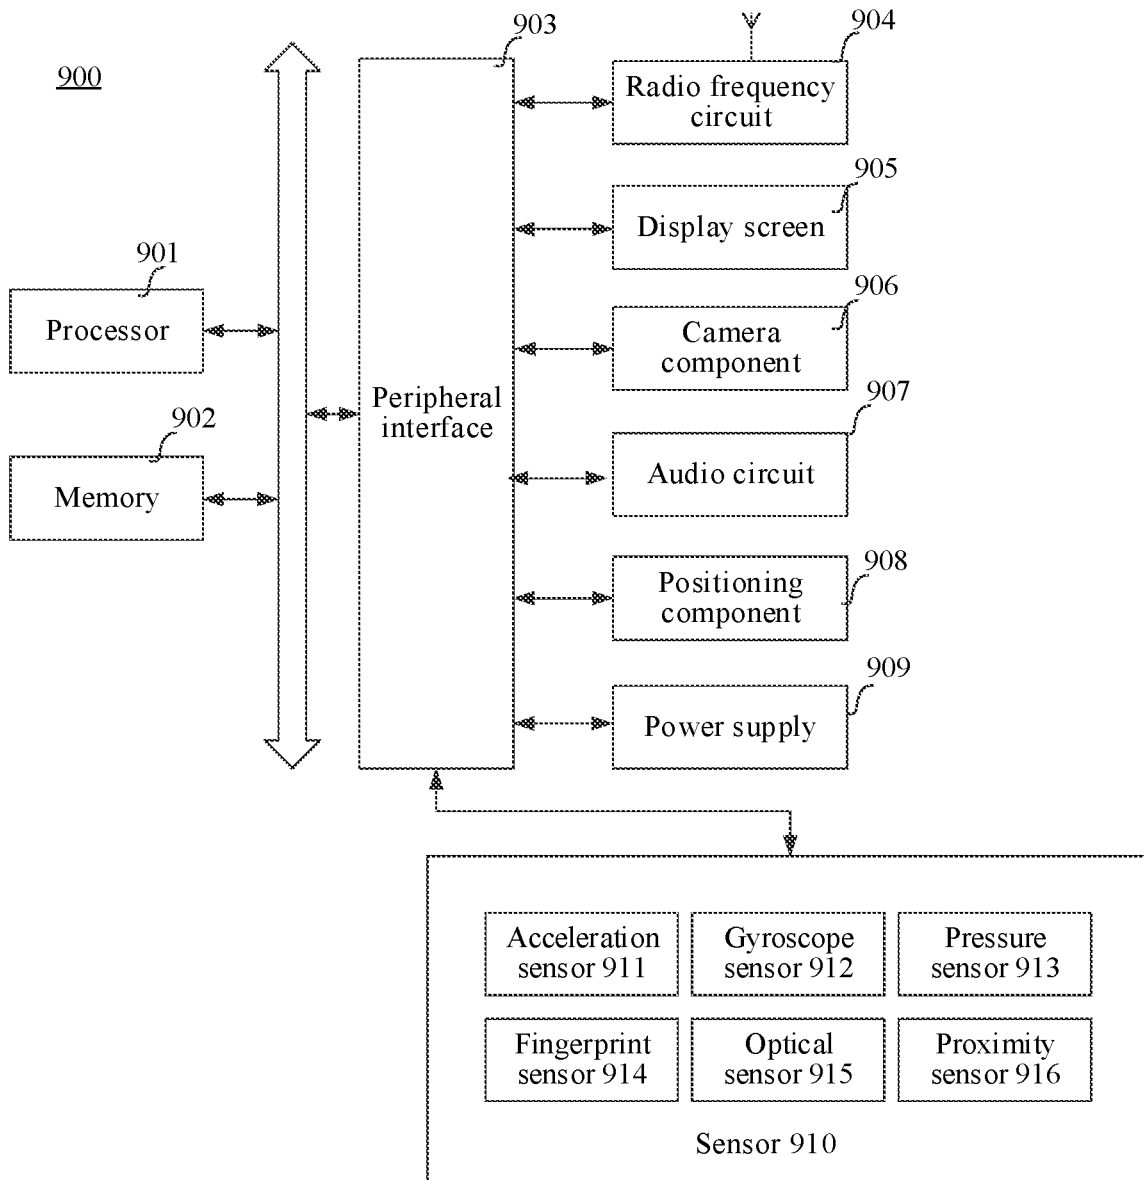 903
904
900
Radio frequency
circuit
905
Display screen
901
Processor
906
Camera
component
907
Peripheral
interface
902
Memory
Audio circuit
908
Positioning
component
909
Power supply
Acceleration
sensor 911
Gyroscope
sensor 912
Pressure
sensor 913
Fingerprint
sensor 914
Optical
sensor 915
Proximity
sensor 916
Sensor 910